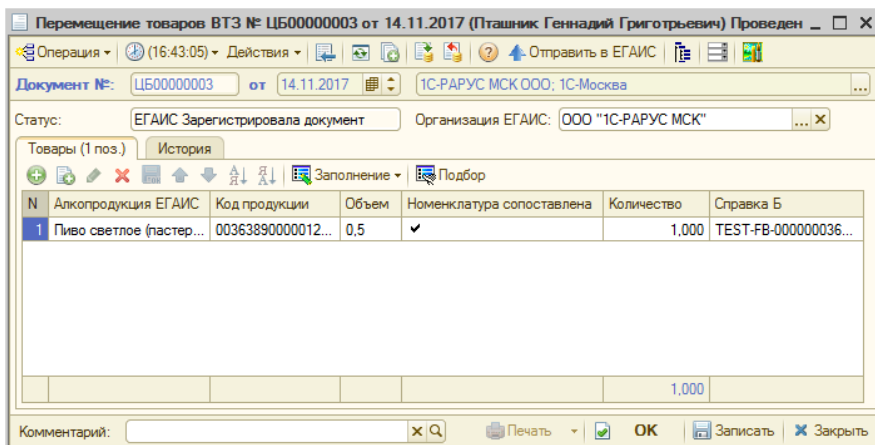 Перемещение товаров ВТЗ № ЦБ00000003 от 14.11.2017 (Пташник Геннадий Григотрьевич) Проведен
Операция (16:43:05) Действия Отправить в ЕГАИС
Документ №: ЦБ00000003 от 14.11.2017 1С-РАРУС МСК ООО; 1С-Москва ...
Статус: ЕГАИС Зарегистрировала документ Организация ЕГАИС: ООО "1С-РАРУС МСК" ...
Товары (1 поз.) История
Заполнение Подбор
N Алкопродукция ЕГАИС Код продукции Объем Номенклатура сопоставлена Количество Справка Б
1 Пиво светлое (пастер... 00363890000012... 0,5 1,000 TEST-FB-000000036...
1,000
Комментарий: Печать OK Записать Закрыть